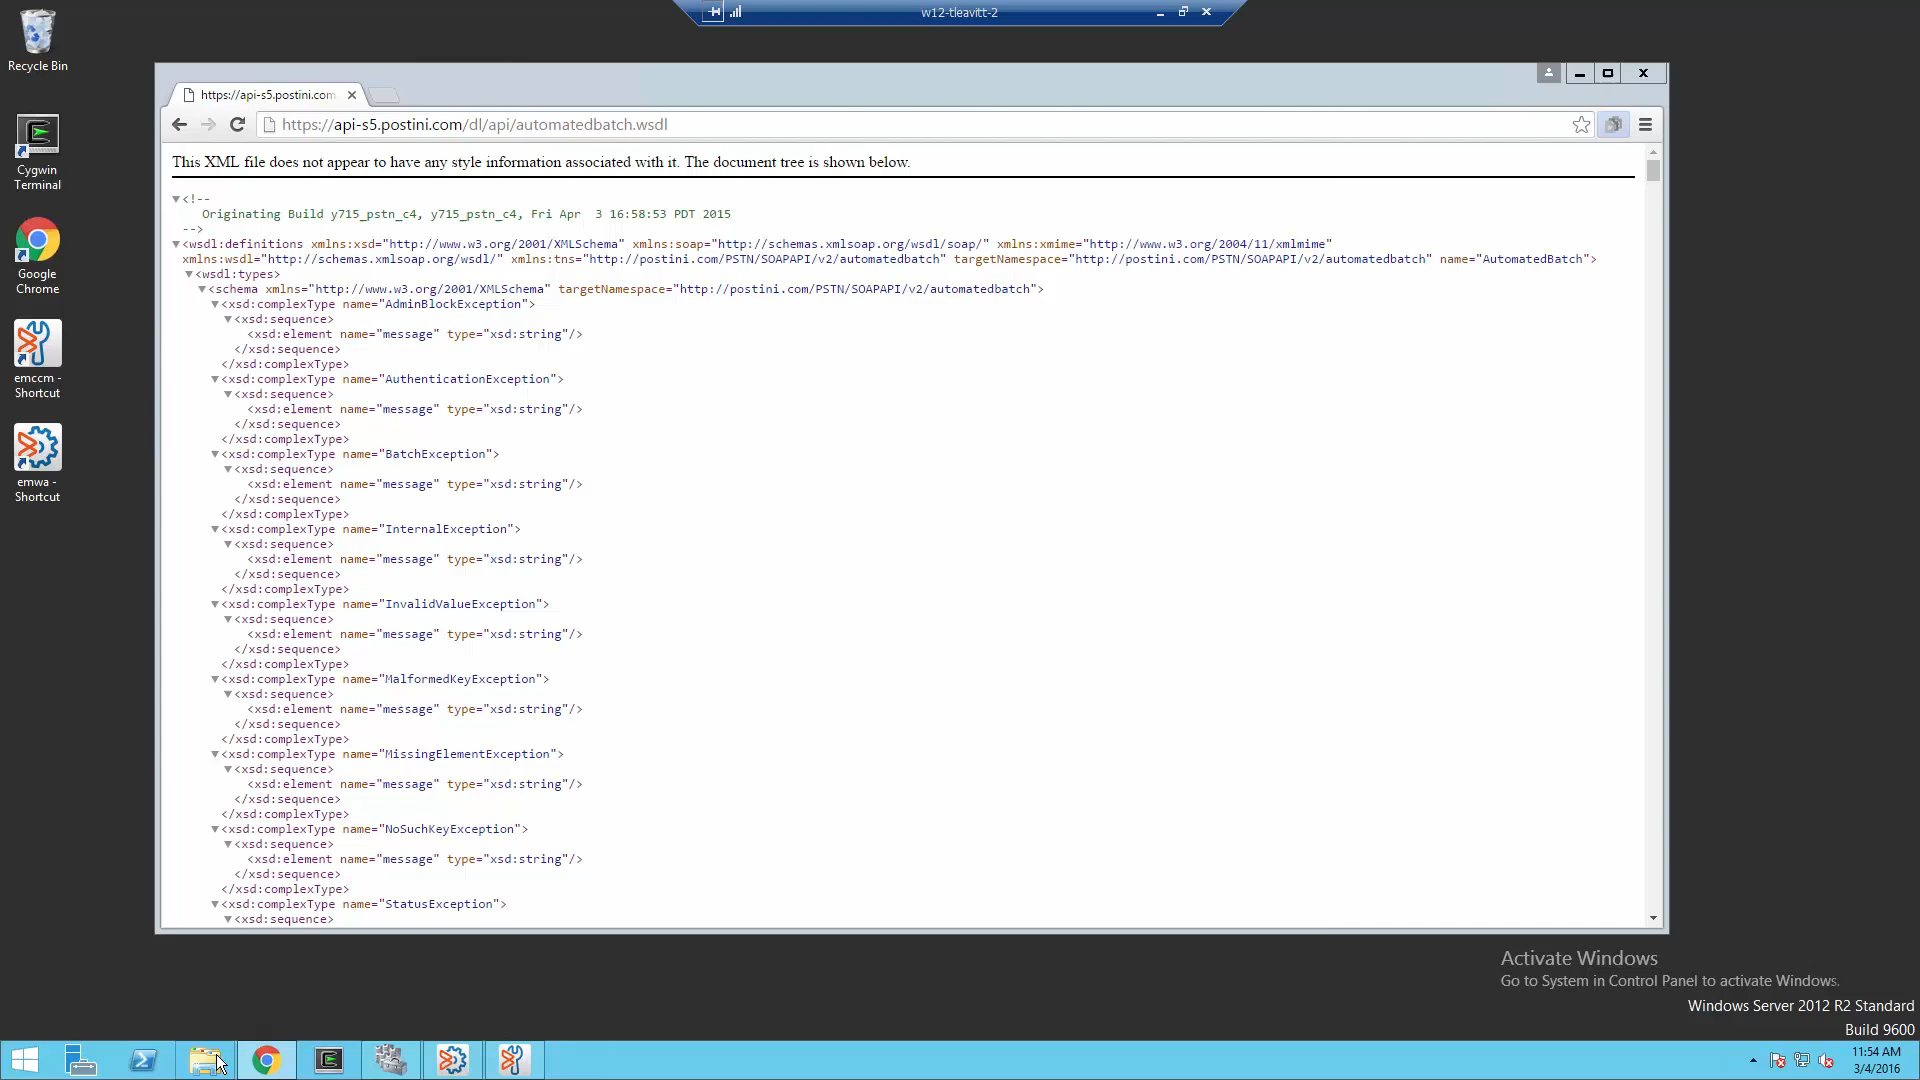 w12-tleavitt-2
Recycle Bin
https://api-s5.postini.com
https://api-s5.postini.com/dl/api/automatedbatch.wsdl
Cygwin
Terminal
Google
Chrome
emccm -
Shortcut
emwa -
Shortcut
This XML file does not appear to have any style information associated with it. The document tree is shown below.
<!--
Originating Build y715_pstn_c4, y715_pstn_c4, Fri Apr  3 16:58:53 PDT 2015
-->
<wsdl:definitions xmlns:xsd="http://www.w3.org/2001/XMLSchema" xmlns:soap="http://schemas.xmlsoap.org/wsdl/soap/" xmlns:xmime="http://www.w3.org/2004/11/xmlmime"
xmlns:wsdl="http://schemas.xmlsoap.org/wsdl/" xmlns:tns="http://postini.com/PSTN/SOAPAPI/v2/automatedbatch" targetNamespace="http://postini.com/PSTN/SOAPAPI/v2/automatedbatch" name="AutomatedBatch">
<wsdl:types>
<schema xmlns="http://www.w3.org/2001/XMLSchema" targetNamespace="http://postini.com/PSTN/SOAPAPI/v2/automatedbatch">
<xsd:complexType name="AdminBlockException">
<xsd:sequence>
<xsd:element name="message" type="xsd:string"/>
</xsd:sequence>
</xsd:complexType>
<xsd:complexType name="AuthenticationException">
<xsd:sequence>
<xsd:element name="message" type="xsd:string"/>
</xsd:sequence>
</xsd:complexType>
<xsd:complexType name="BatchException">
<xsd:sequence>
<xsd:element name="message" type="xsd:string"/>
</xsd:sequence>
</xsd:complexType>
<xsd:complexType name="InternalException">
<xsd:sequence>
<xsd:element name="message" type="xsd:string"/>
</xsd:sequence>
</xsd:complexType>
<xsd:complexType name="InvalidValueException">
<xsd:sequence>
<xsd:element name="message" type="xsd:string"/>
</xsd:sequence>
</xsd:complexType>
<xsd:complexType name="MalformedKeyException">
<xsd:sequence>
<xsd:element name="message" type="xsd:string"/>
</xsd:sequence>
</xsd:complexType>
<xsd:complexType name="MissingElementException">
<xsd:sequence>
<xsd:element name="message" type="xsd:string"/>
</xsd:sequence>
</xsd:complexType>
<xsd:complexType name="NoSuchKeyException">
<xsd:sequence>
<xsd:element name="message" type="xsd:string"/>
</xsd:sequence>
</xsd:complexType>
<xsd:complexType name="StatusException">
<xsd:sequence>
Activate Windows
Go to System in Control Panel to activate Windows.
Windows Server 2012 R2 Standard
Build 9600
11:54 AM
3/4/2016